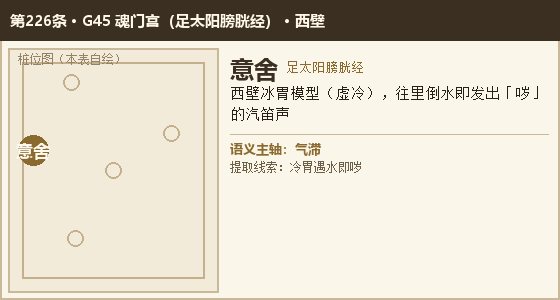 第226条・G45 魂门宫（足太阳膀胱经）・西壁
桩位图（本表自绘）
意舍
意舍 足太阳膀胱经
西壁冰胃模型（虚冷），往里倒水即发出「哕」
的汽笛声
语义主轴：气滞
提取线索：冷胃遇水即哕